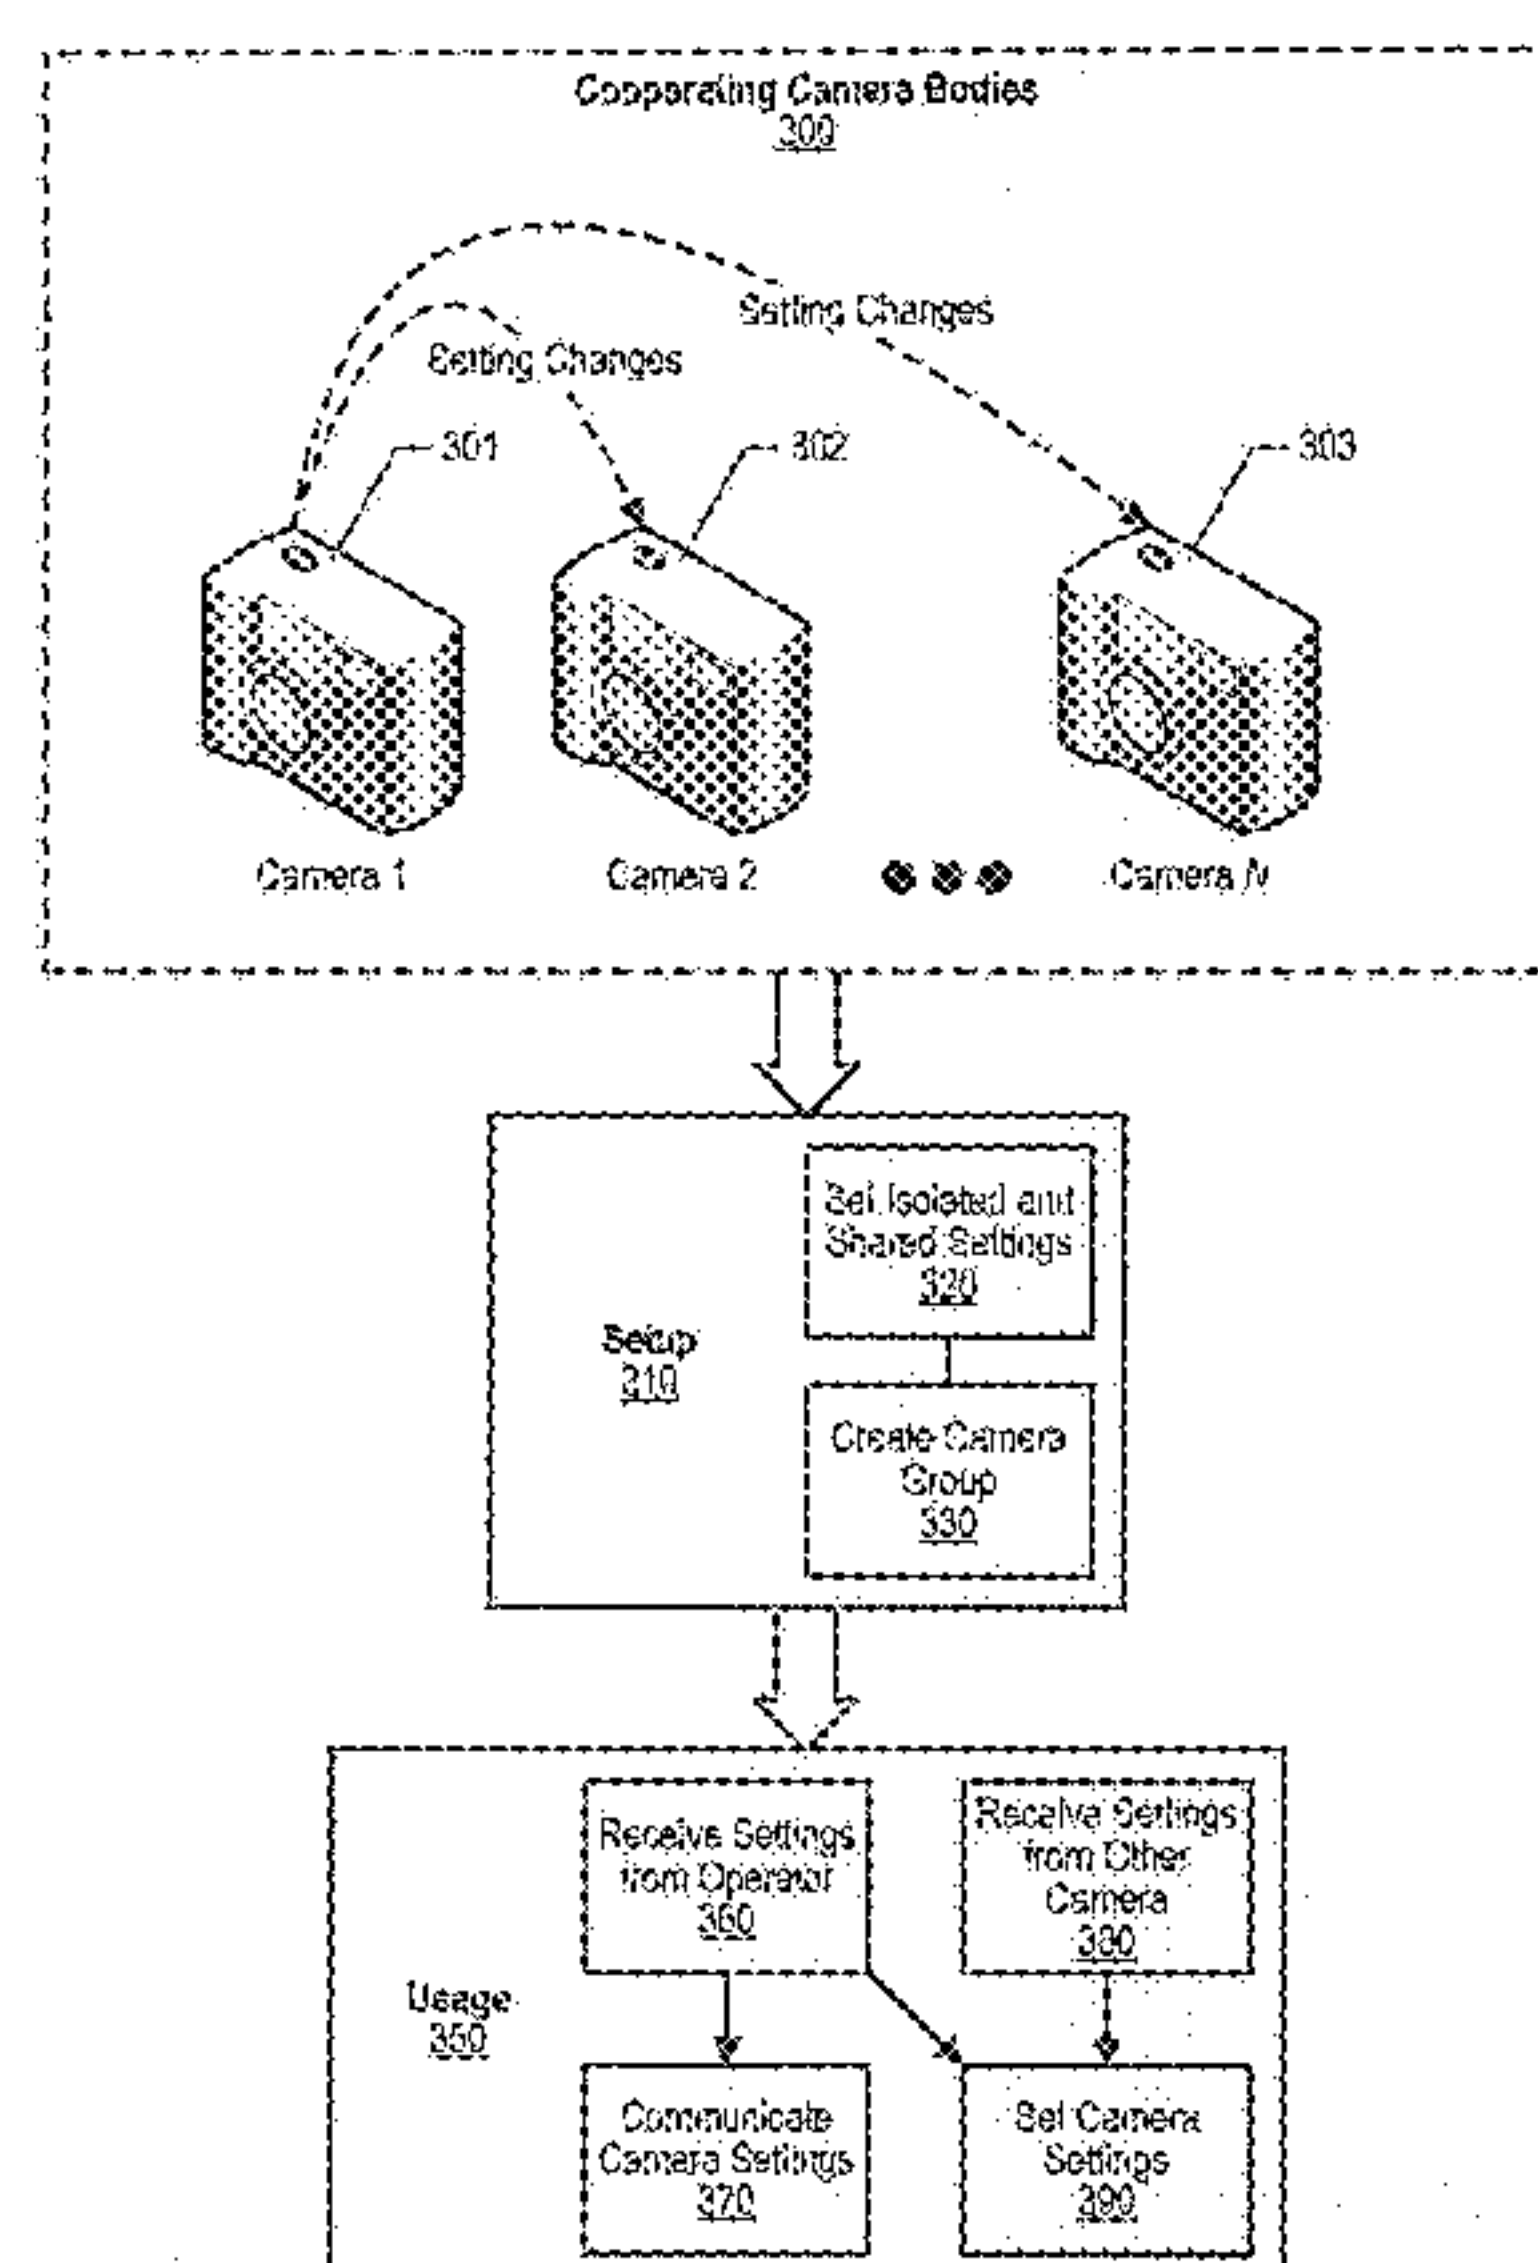 Cooperating Camera Bodies
300
Setting Changes
Setting Changes
301
302
303
Camera 1
Camera 2
Camera N
Set Isolated and
Shared Settings
320
Setup
310
Create Camera
Group
330
Receive Settings
from Operator
360
Receive Settings
from Other
Camera
380
Usage
350
Communicate
Camera Settings
370
Set Camera
Settings
390